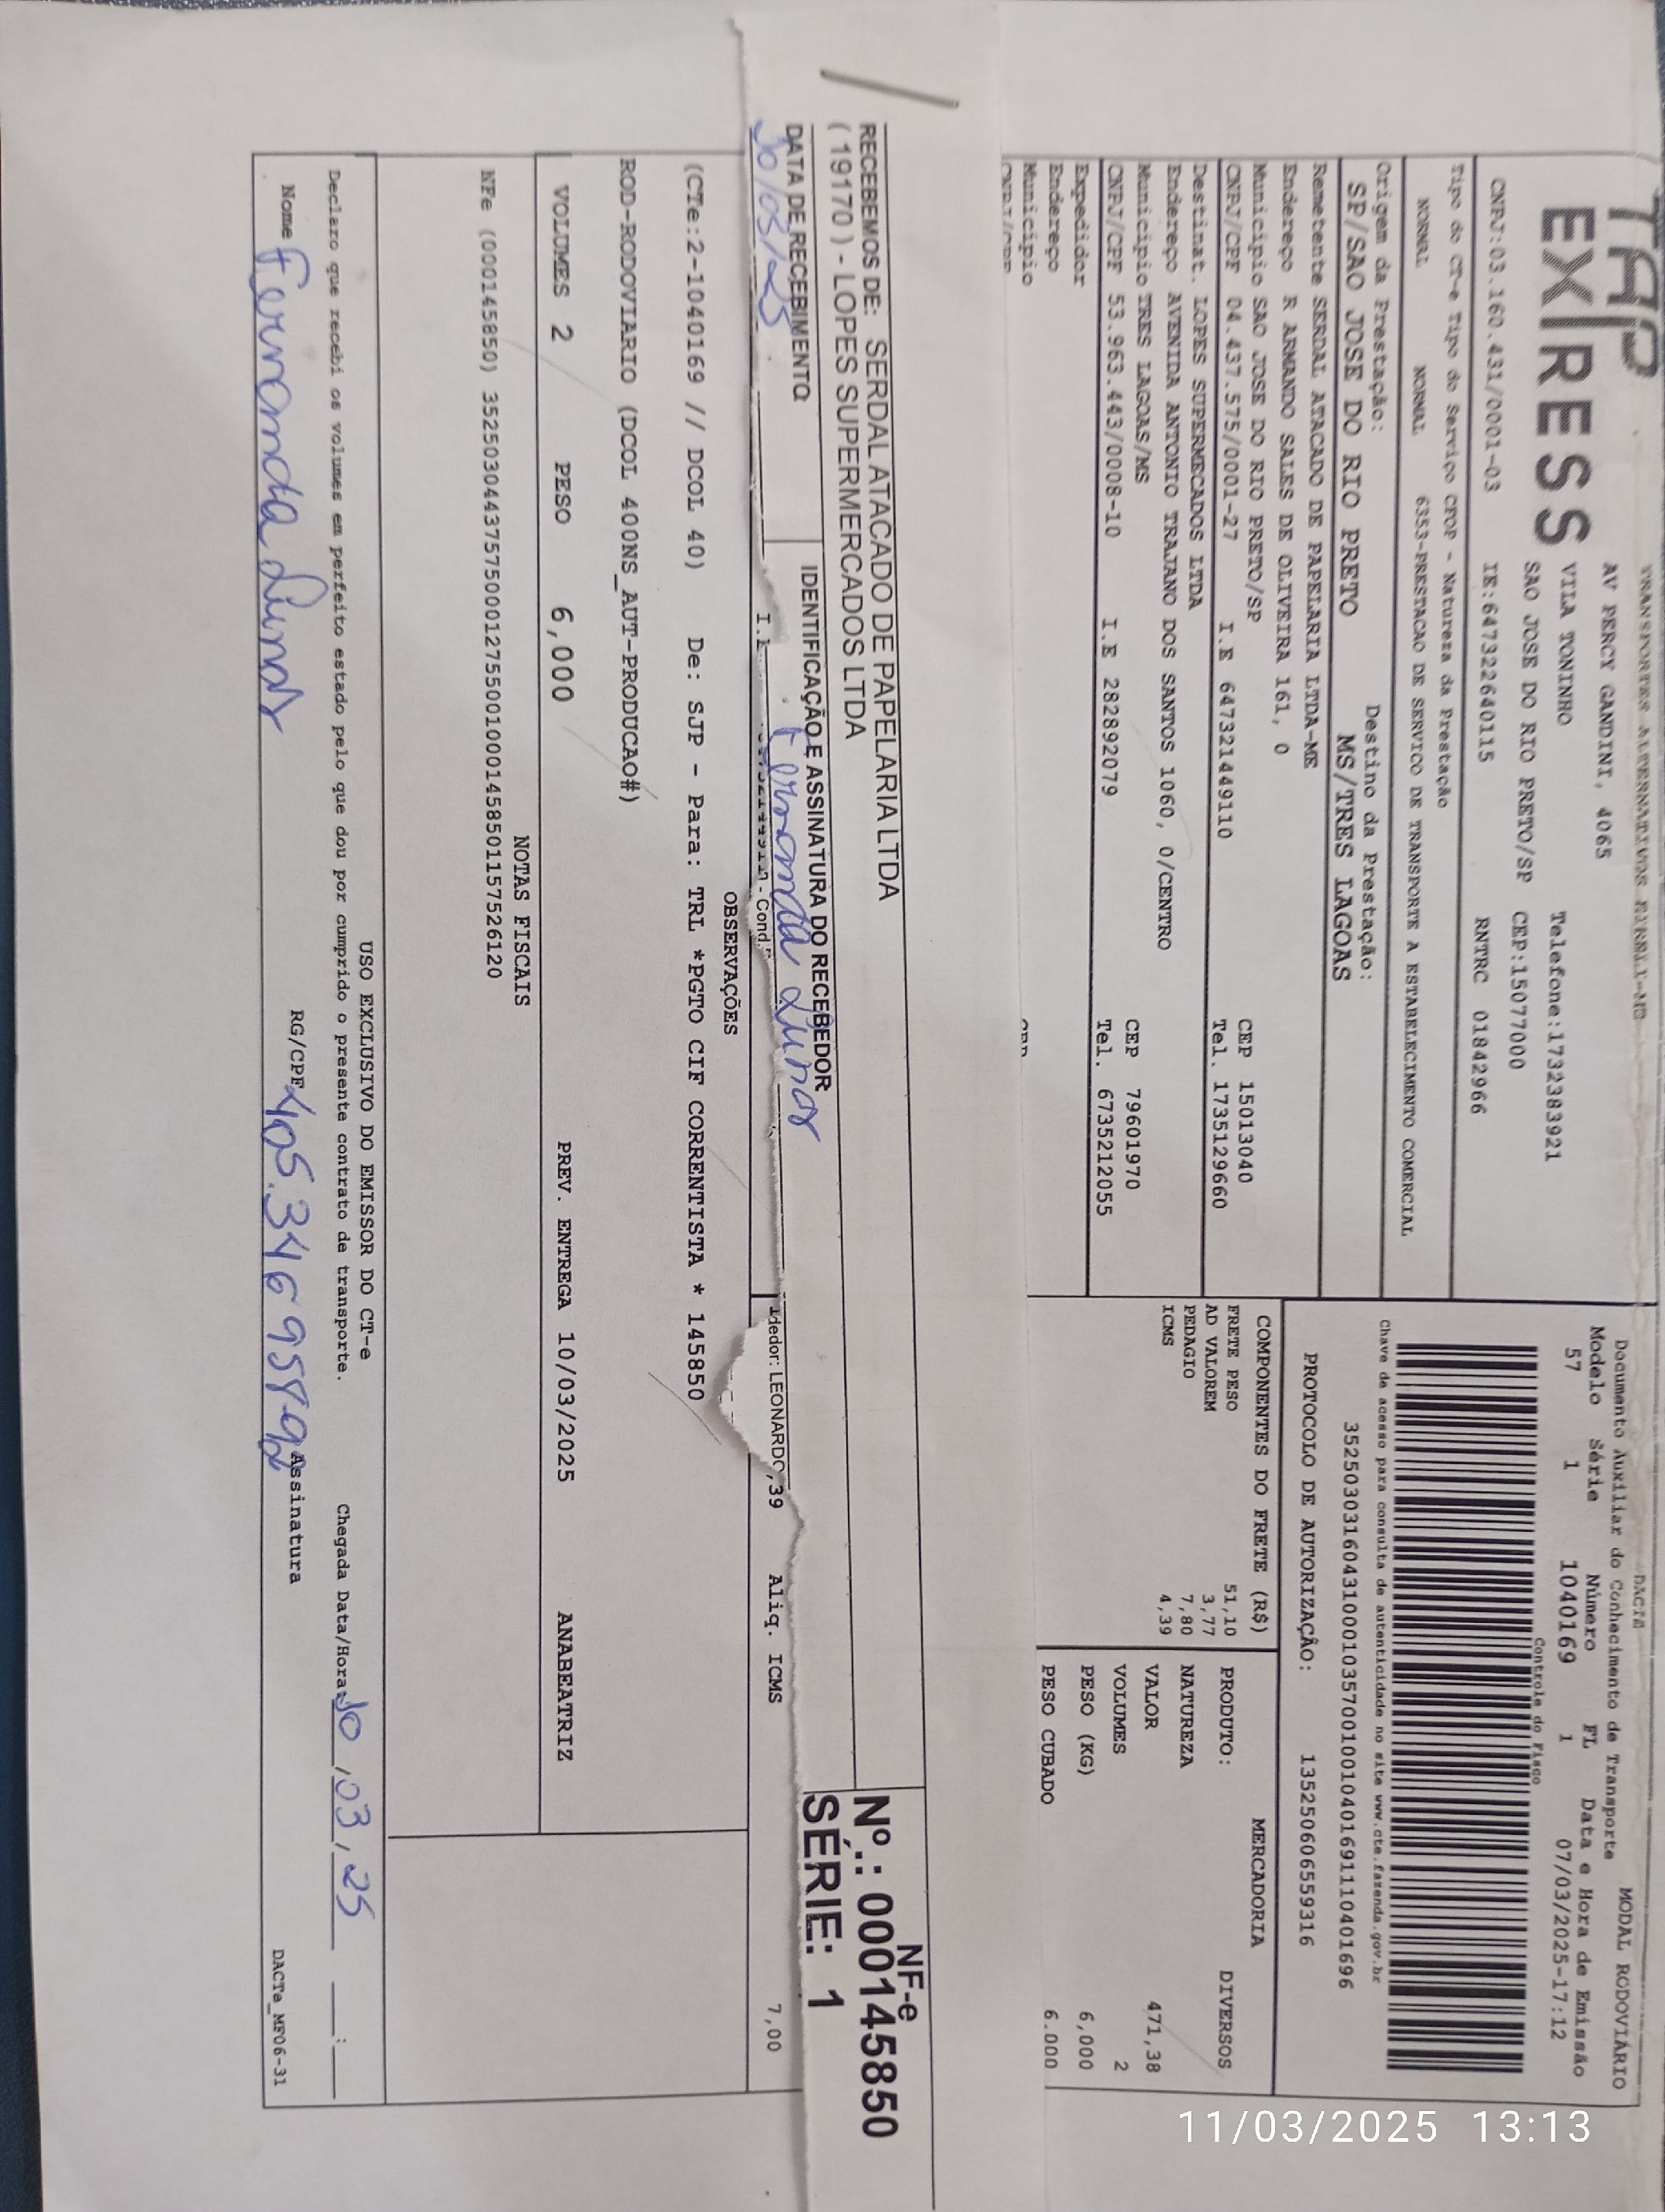 TAP
EXPRESS
TRANSPORTES ALTERNATIVOS EIRELI-ME
AV PERCY GANDINI, 4065
VILA TONINHO
Telefone:1732383921
SAO JOSE DO RIO PRETO/SP CEP:15077000
CNPJ:03.160.431/0001-03 IE:647322640115 RNTRC 01842966
Tipo do CT-e Tipo do Serviço CFOP - Natureza da Prestação
NORMAL NORMAL 6353-PRESTACAO DE SERVICO DE TRANSPORTE A ESTABELECIMENTO COMERCIAL
Origem da Prestação: Destino da Prestação:
SP/SAO JOSE DO RIO PRETO MS/TRES LAGOAS
Remetente SERDAL ATACADO DE PAPELARIA LTDA-ME
Endereço R ARMANDO SALES DE OLIVEIRA 161, 0
Município SAO JOSE DO RIO PRETO/SP CEP 15013040
CNPJ/CPF 04.437.575/0001-27 I.E 647321449110 Tel. 1735129660
Destinat. LOPES SUPERMECADOS LTDA
Endereço AVENIDA ANTONIO TRAJANO DOS SANTOS 1060, 0/CENTRO
Município TRES LAGOAS/MS CEP 79601970
CNPJ/CPF 53.963.443/0008-10 I.E 282892079 Tel. 6735212055
Expedidor
Endereço
Município
DACTE MODAL RODOVIÁRIO
Documento Auxiliar do Conhecimento de Transporte
Modelo Série Número FL Data e Hora de Emissão
57 1 1040169 1 07/03/2025-17:12
Controle do Fisco
Chave de acesso para consulta de autenticidade no site www.cte.fazenda.gov.br
35250303160431000103570010010401691110401696
PROTOCOLO DE AUTORIZAÇÃO: 135250606559316
COMPONENTES DO FRETE (R$)
FRETE PESO 51,10
AD VALOREM 3,77
PEDAGIO 7,80
ICMS 4,39
MERCADORIA
PRODUTO: DIVERSOS
NATUREZA
VALOR 471,38
VOLUMES 2
PESO (KG) 6,000
PESO CUBADO 6.000
RECEBEMOS DE: SERDAL ATACADO DE PAPELARIA LTDA
( 19170 ) - LOPES SUPERMERCADOS LTDA
DATA DE RECEBIMENTO IDENTIFICAÇÃO E ASSINATURA DO RECEBEDOR
10/03/25 Fernanda Lima
NF-e
Nº.: 000145850
SÉRIE: 1
LEONARDO ,39 Aliq. ICMS 7,00
OBSERVAÇÕES
(CTe:2-1040169 // DCOL 40) De: SJP - Para: TRL *PGTO CIF CORRENTISTA * 145850
ROD-RODOVIARIO (DCOL 400NS_AUT-PRODUCAO#)
VOLUMES 2 PESO 6,000 PREV. ENTREGA 10/03/2025 ANABEATRIZ
NOTAS FISCAIS
NFe (000145850) 35250304437575000127550010001458501157526120
USO EXCLUSIVO DO EMISSOR DO CT-e
Declaro que recebi os volumes em perfeito estado pelo que dou por cumprido o presente contrato de transporte. Chegada Data/Hora: 10/03/25 __:__
Nome Fernanda Lima RG/CPF 405.346 958 92 Assinatura
DACTe_MF06-31
11/03/2025 13:13